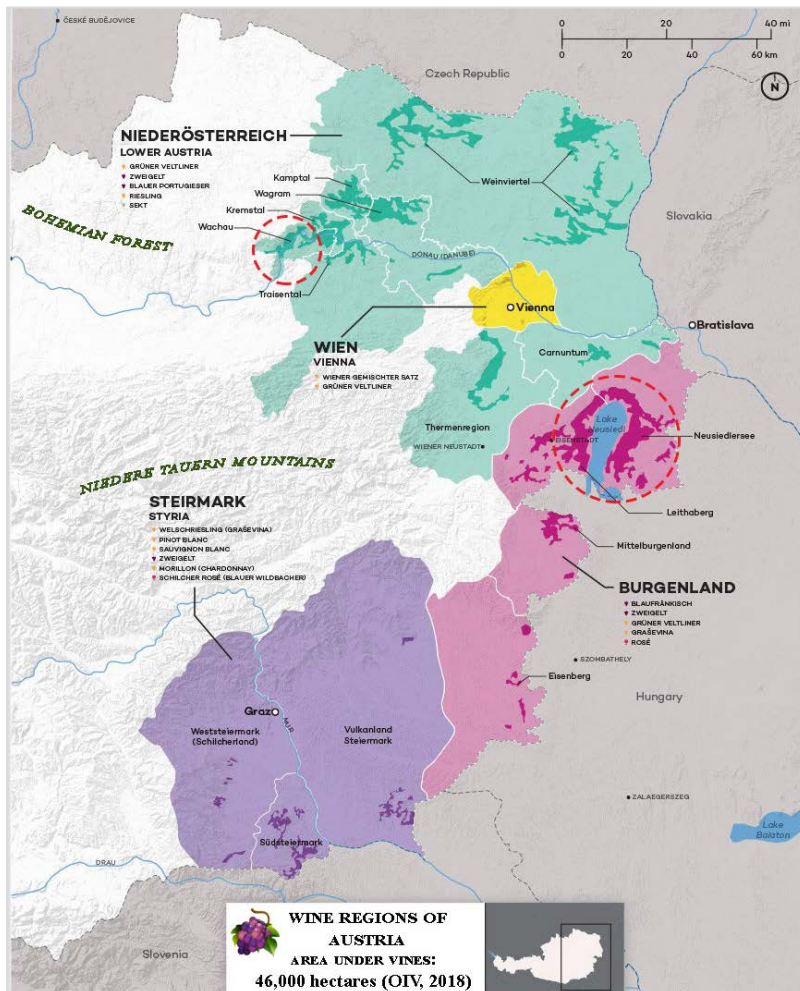 ČESKÉ BUDĚJOVICE
0 20 40 mi
0 20 40 60 km
N
Czech Republic
NIEDERÖSTERREICH
LOWER AUSTRIA
GRÜNER VELTLINER
ZWEIGELT
BLAUER PORTUGIESER
RIESLING
SEKT
Kamptal
Wagram
Kremstal
Wachau
Traisental
Weinviertel
Slovakia
BOHEMIAN FOREST
DONAU (DANUBE)
Vienna
Bratislava
WIEN
VIENNA
WIENER GEMISCHTER SATZ
GRÜNER VELTLINER
Carnuntum
Thermenregion
WIENER NEUSTADT
EISENSTADT
Lake
Neusiedl
Neusiedlersee
Leithaberg
NIEDERE TAUERN MOUNTAINS
STEIRMARK
STYRIA
WELSCHRIESLING (GRAŠEVINA)
PINOT BLANC
SAUVIGNON BLANC
ZWEIGELT
MORILLON (CHARDONNAY)
SCHILCHER ROSÉ (BLAUER WILDBACHER)
Mittelburgenland
BURGENLAND
BLAUFRÄNKISCH
ZWEIGELT
GRÜNER VELTLINER
GRAŠEVINA
ROSÉ
SZOMBATHELY
Eisenberg
Hungary
Graz
MUR
Weststeiermark
(Schilcherland)
Vulkanland
Steiermark
ZALAEGERSZEG
Lake
Balaton
Südsteiermark
DRAU
Slovenia
WINE REGIONS OF
AUSTRIA
AREA UNDER VINES:
46,000 hectares (OIV, 2018)